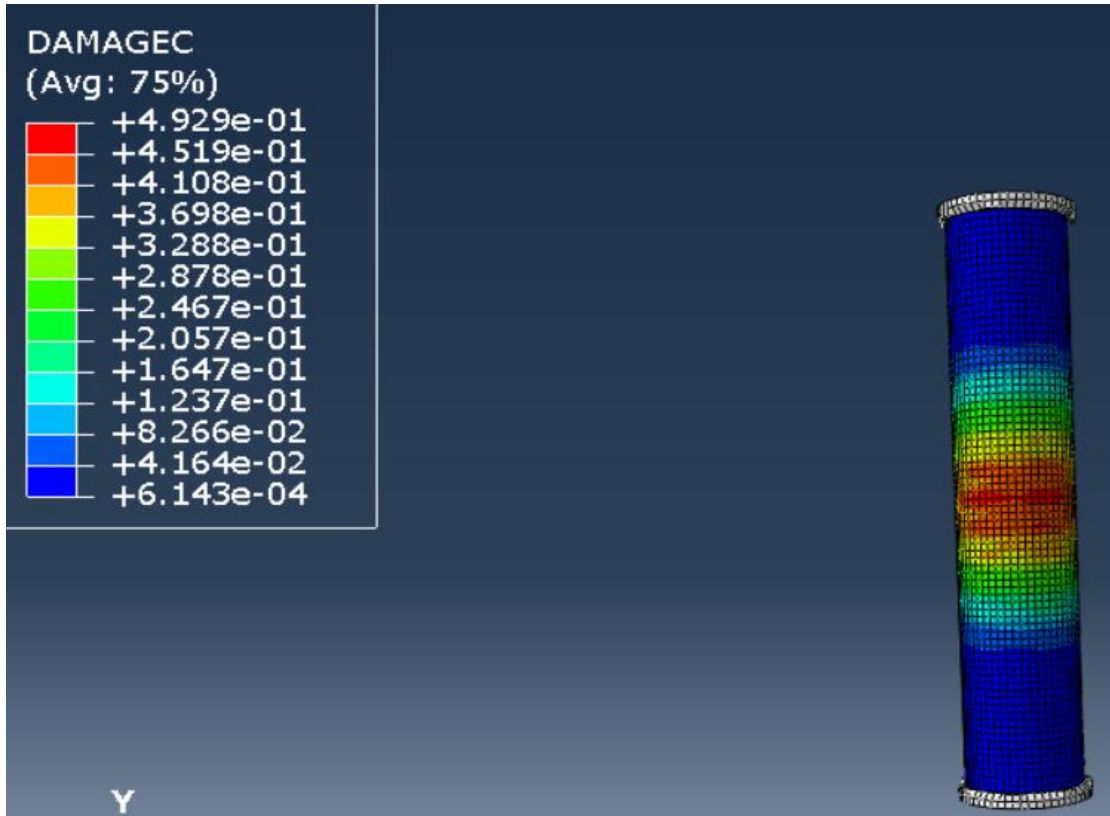 DAMAGEC
(Avg: 75%)
+4.929e-01
+4.519e-01
+4.108e-01
+3.698e-01
+3.288e-01
+2.878e-01
+2.467e-01
+2.057e-01
+1.647e-01
+1.237e-01
+8.266e-02
+4.164e-02
+6.143e-04
Y